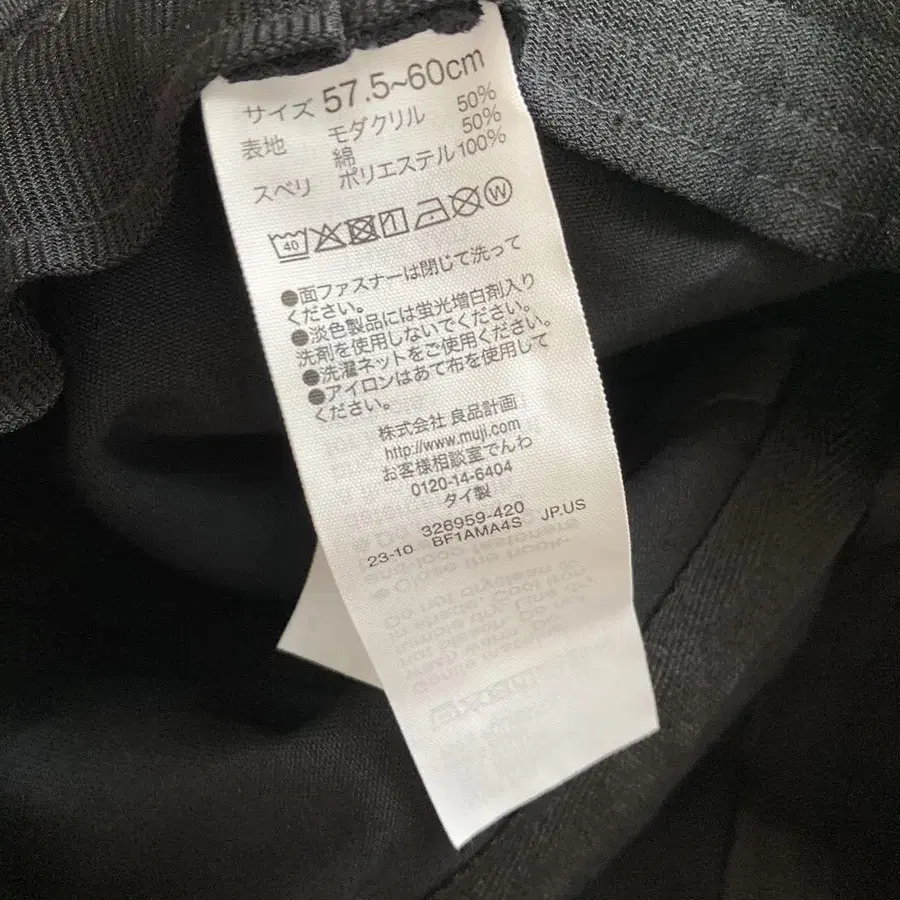 サイズ 57.5~60cm
表地 モダクリル 50%
綿 50%
スベリ ポリエステル100%
40 W
●面ファスナーは閉じて洗って
ください。
●淡色製品には蛍光増白剤入り
洗剤を使用しないでください。
●洗濯ネットをご使用ください。
●アイロンはあて布を使用して
ください。
株式会社 良品計画
http://www.muji.com
お客様相談室でんわ
0120-14-6404
タイ製
326959-420
23-10 BF1AMA4S JP.US